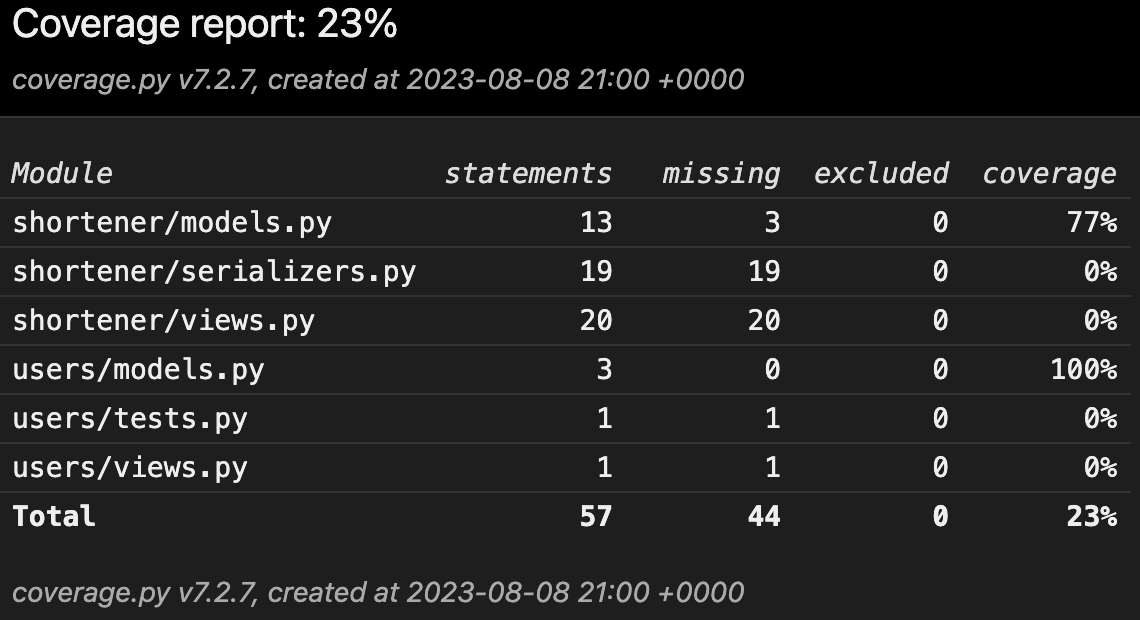 Coverage report: 23%
coverage.py v7.2.7, created at 2023-08-08 21:00 +0000
Module statements missing excluded coverage
shortener/models.py 13 3 0 77%
shortener/serializers.py 19 19 0 0%
shortener/views.py 20 20 0 0%
users/models.py 3 0 0 100%
users/tests.py 1 1 0 0%
users/views.py 1 1 0 0%
Total 57 44 0 23%
coverage.py v7.2.7, created at 2023-08-08 21:00 +0000